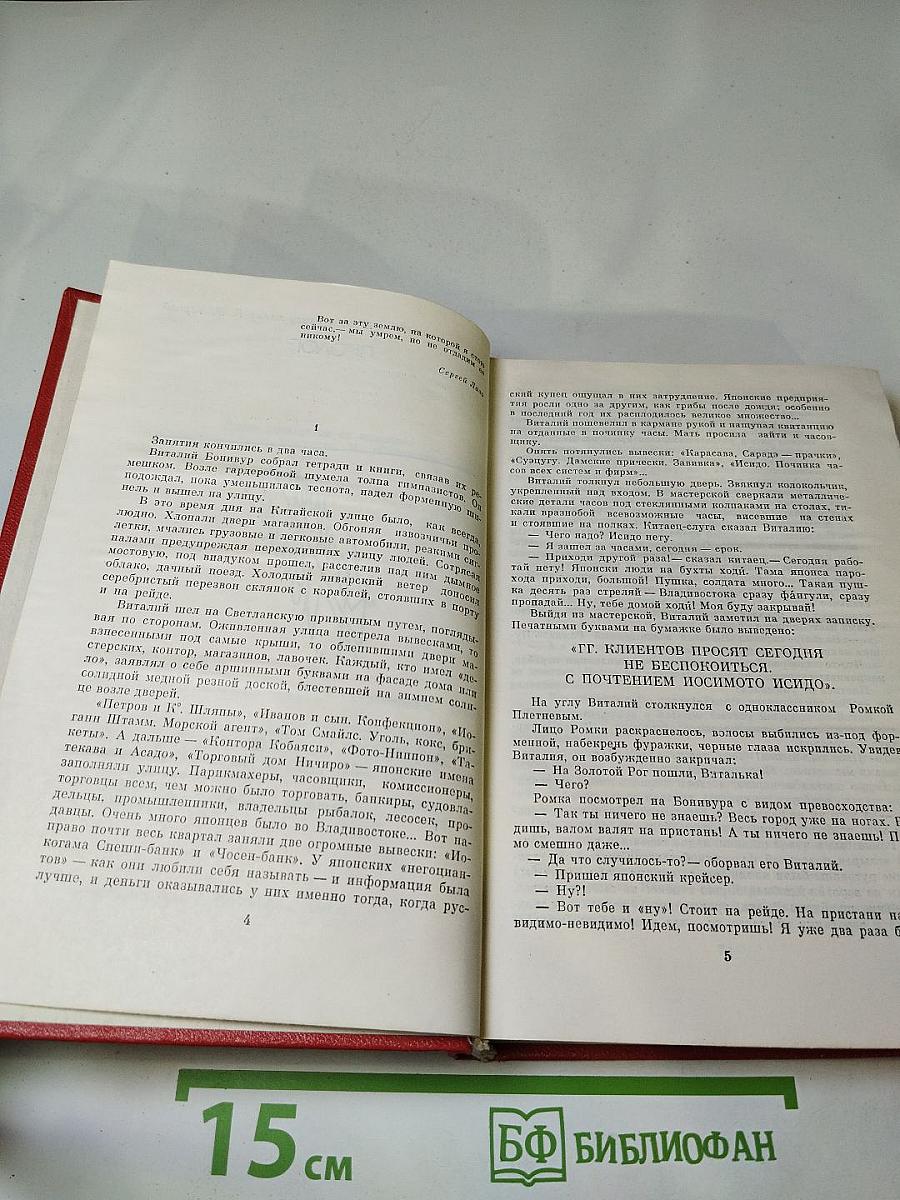 Вот за эту землю, на которой я стою
сейчас,— мы умрем, но не отдадим ее
никому!
Сергей Лазо
1
Занятия кончились в два часа.
Виталий Бонивур собрал тетради и книги, связав их ре-
мешком. Возле гардеробной шумела толпа гимназистов. Он
подождал, пока уменьшилась теснота, надел форменную ши-
нель и вышел на улицу.
В это время дня на Китайской улице было, как всегда,
людно. Хлопали двери магазинов. Обгоняя извозчичьи про-
летки, мчались грузовые и легковые автомобили, резкими сиг-
налами предупреждая переходивших улицу людей. Сотрясая
мостовую, под виадуком прошел, расстелив над ним дымное
облако, дачный поезд. Холодный январский ветер доносил
серебристый перезвон склянок с кораблей, стоявших в порту
и на рейде.
Виталий шел на Светланскую привычным путем, поглядывая
вая по сторонам. Оживленная улица пестрела вывесками, то
взнесенными под самые крыши, то облепившими двери ма-
стерских, контор, магазинов, лавочек. Каждый, кто имел «де-
ло», заявлял о себе аршинными буквами на фасаде дома или
солидной медной резной доской, блестевшей на зимнем солн-
це возле дверей.
«Петров и К°. Шляпы», «Иванов и сын. Конфекцион», «Ио-
ганн Штамм. Морской агент», «Том Смайлс. Уголь, кокс, бри-
кеты». А дальше — «Контора Кобаяси», «Фото-Ниппон», «Та-
текава и Асадо», «Торговый дом Ничиро» — японские имена
заполняли улицу. Парикмахеры, часовщики, комиссионеры,
торговцы всем, чем можно было торговать, банкиры, судовла-
дельцы, промышленники, владельцы рыбалок, лесосек, про-
давцы. Очень много японцев было во Владивостоке... Вот на-
право почти весь квартал заняли две огромные вывески: «Ио-
когама Спеши-банк» и «Чосен-банк». У японских «негоциан-
тов» — как они любили себя называть — и информация была
лучше, и деньги оказывались у них именно тогда, когда рус-
4
ский купец ощущал в них затруднение. Японские предприя-
тия росли одно за другим, как грибы после дождя; особенно
в последний год их расплодилось великое множество...
Виталий пошевелил в кармане рукой и нащупал квитанцию
на отданные в починку часы. Мать просила зайти к часов-
щику.
Опять потянулись вывески: «Карасава, Сарадэ — прачки»,
«Суэцугу. Дамские прически. Завивка», «Исидо. Починка ча-
сов всех систем и фирм»...
Виталий толкнул небольшую дверь. Звякнул колокольчик,
укрепленный над входом. В мастерской сверкали металличе-
ские детали часов под стеклянными колпаками на столах, ти-
кали вразнобой всевозможные часы, висевшие на стенах
и стоявшие на полках. Китаец-слуга сказал Виталию:
— Чего надо? Исидо нету.
— Я зашел за часами, сегодня — срок.
— Приходи другой раза!— сказал китаец.— Сегодня рабо-
тай нету! Японски люди на бухты ходй. Тама японса паро-
хода приходи, большой! Пушка, солдата много... Такая пуш-
ка десять раз стреляй — Владивостока сразу фа́нгули, сразу
пропадай... Ну, тебе домой ходй! Моя буду закрывай!
Выйдя из мастерской, Виталий заметил на дверях записку.
Печатными буквами на бумажке было выведено:
«ГГ. КЛИЕНТОВ ПРОСЯТ СЕГОДНЯ
НЕ БЕСПОКОИТЬСЯ.
С ПОЧТЕНИЕМ ИОСИМОТО ИСИДО».
На углу Виталий столкнулся с одноклассником Ромкой
Плетневым.
Лицо Ромки раскраснелось, волосы выбились из-под фор-
менной, набекрень фуражки, черные глаза искрились. Увидев
Виталия, он возбужденно закричал:
— На Золотой Рог пошли, Виталька!
— Чего?
Ромка посмотрел на Бонивура с видом превосходства:
— Так ты ничего не знаешь? Весь город уже на ногах.
дишь, валом валят на пристань! А ты ничего не знаешь!
мо смешно даже...
— Да что случилось-то?— оборвал его Виталий.
— Пришел японский крейсер.
— Ну?!
— Вот тебе и «ну»! Стоит на рейде. На пристани
видимо-невидимо! Идем, посмотришь! Я уже два раза
5
15 см
БФ БИБЛИОФАН